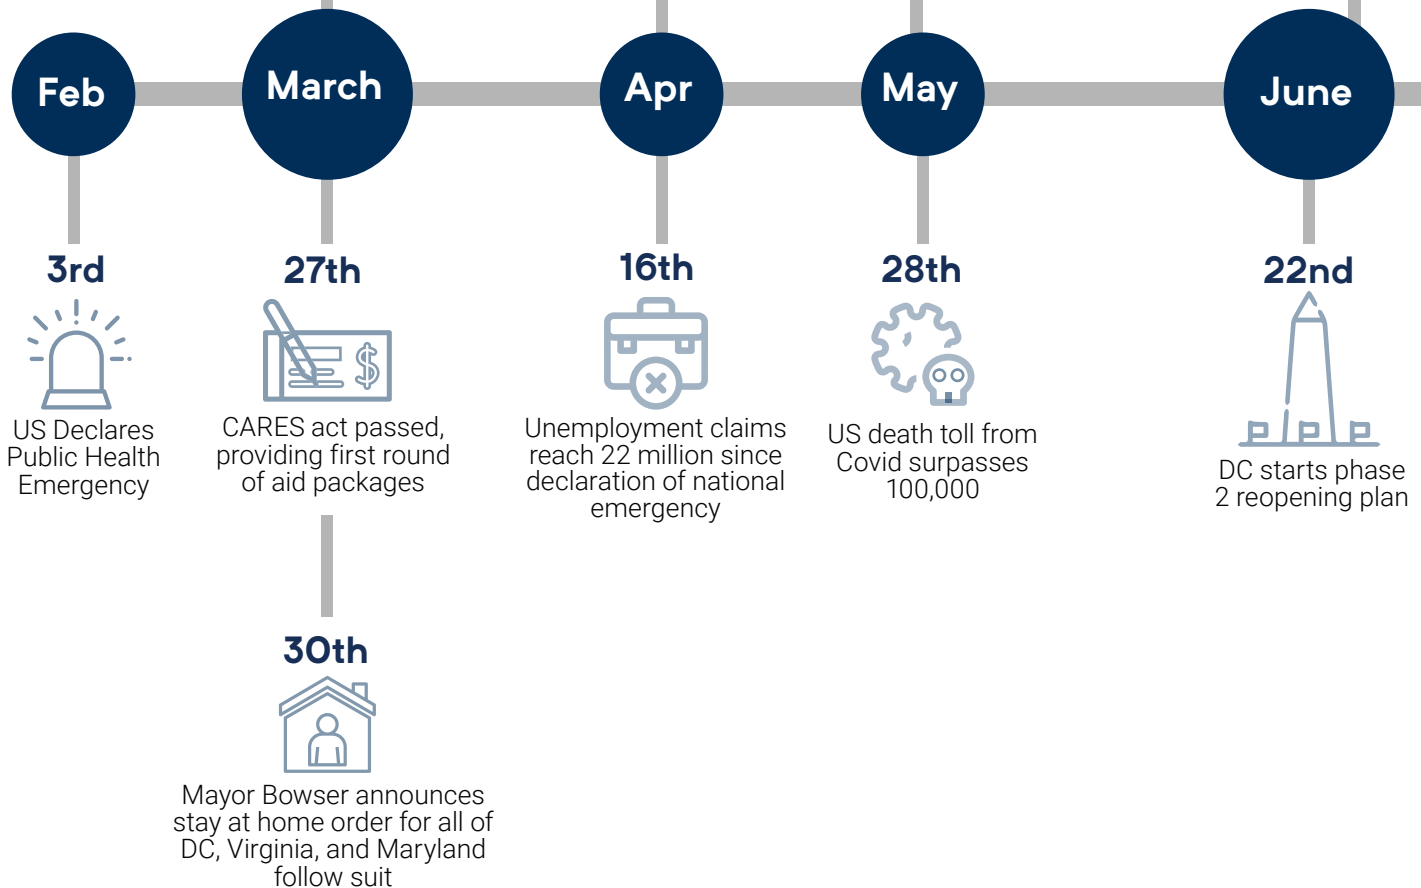 Feb
March
Apr
May
June
3rd
US Declares
Public Health
Emergency
27th
CARES act passed,
providing first round
of aid packages
30th
Mayor Bowser announces
stay at home order for all of
DC, Virginia, and Maryland
follow suit
16th
Unemployment claims
reach 22 million since
declaration of national
emergency
28th
US death toll from
Covid surpasses
100,000
22nd
DC starts phase
2 reopening plan